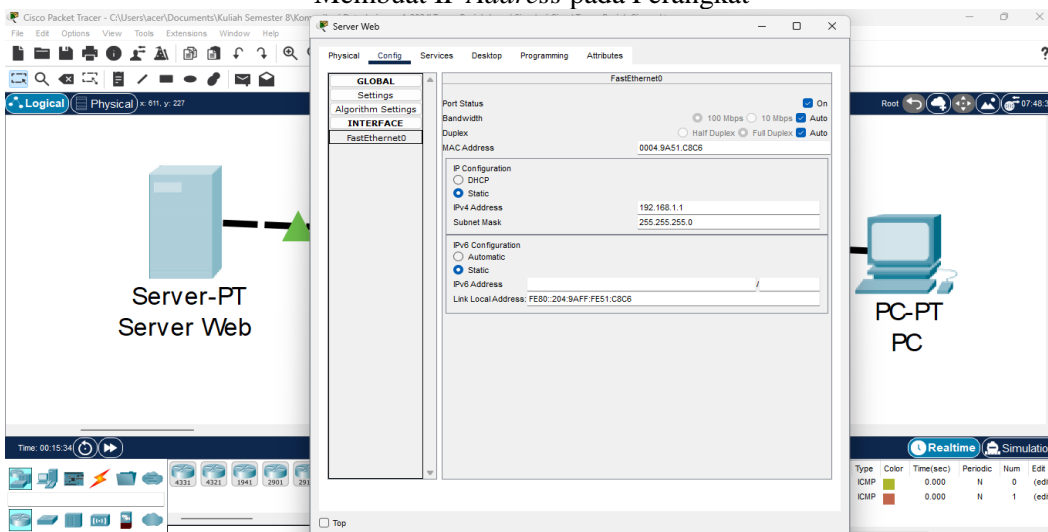 Membuat IP Address pada Perangkat
Cisco Packet Tracer - C:\Users\acer\Documents\Kuliah Semester 8\Kom
File Edit Options View Tools Extensions Window Help
Logical Physical x: 611, y: 227
Root 07:48:3
Server Web
Physical Config Services Desktop Programming Attributes
GLOBAL
Settings
Algorithm Settings
INTERFACE
FastEthernet0
FastEthernet0
Port Status On
Bandwidth 100 Mbps 10 Mbps Auto
Duplex Half Duplex Full Duplex Auto
MAC Address 0004.9A51.C8C6
IP Configuration
DHCP
Static
IPv4 Address 192.168.1.1
Subnet Mask 255.255.255.0
IPv6 Configuration
Automatic
Static
IPv6 Address /
Link Local Address: FE80::204:9AFF:FE51:C8C6
Top
Server-PT
Server Web
PC-PT
PC
Time: 00:15:34
Realtime Simulatio
4331 4321 1941 2901 291
Type Color Time(sec) Periodic Num Edit
ICMP 0.000 N 0 (edi
ICMP 0.000 N 1 (edi